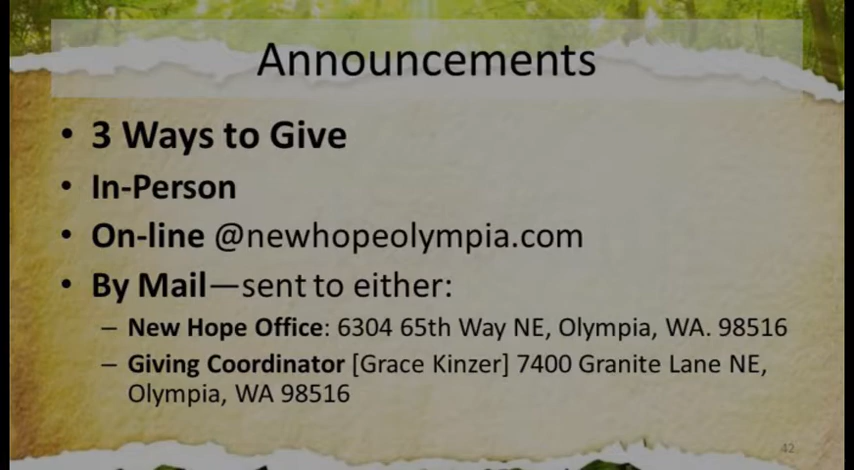 Announcements
• 3 Ways to Give
• In-Person
• On-line @newhopeolympia.com
• By Mail—sent to either:
– New Hope Office: 6304 65th Way NE, Olympia, WA. 98516
– Giving Coordinator [Grace Kinzer] 7400 Granite Lane NE,
Olympia, WA 98516
42